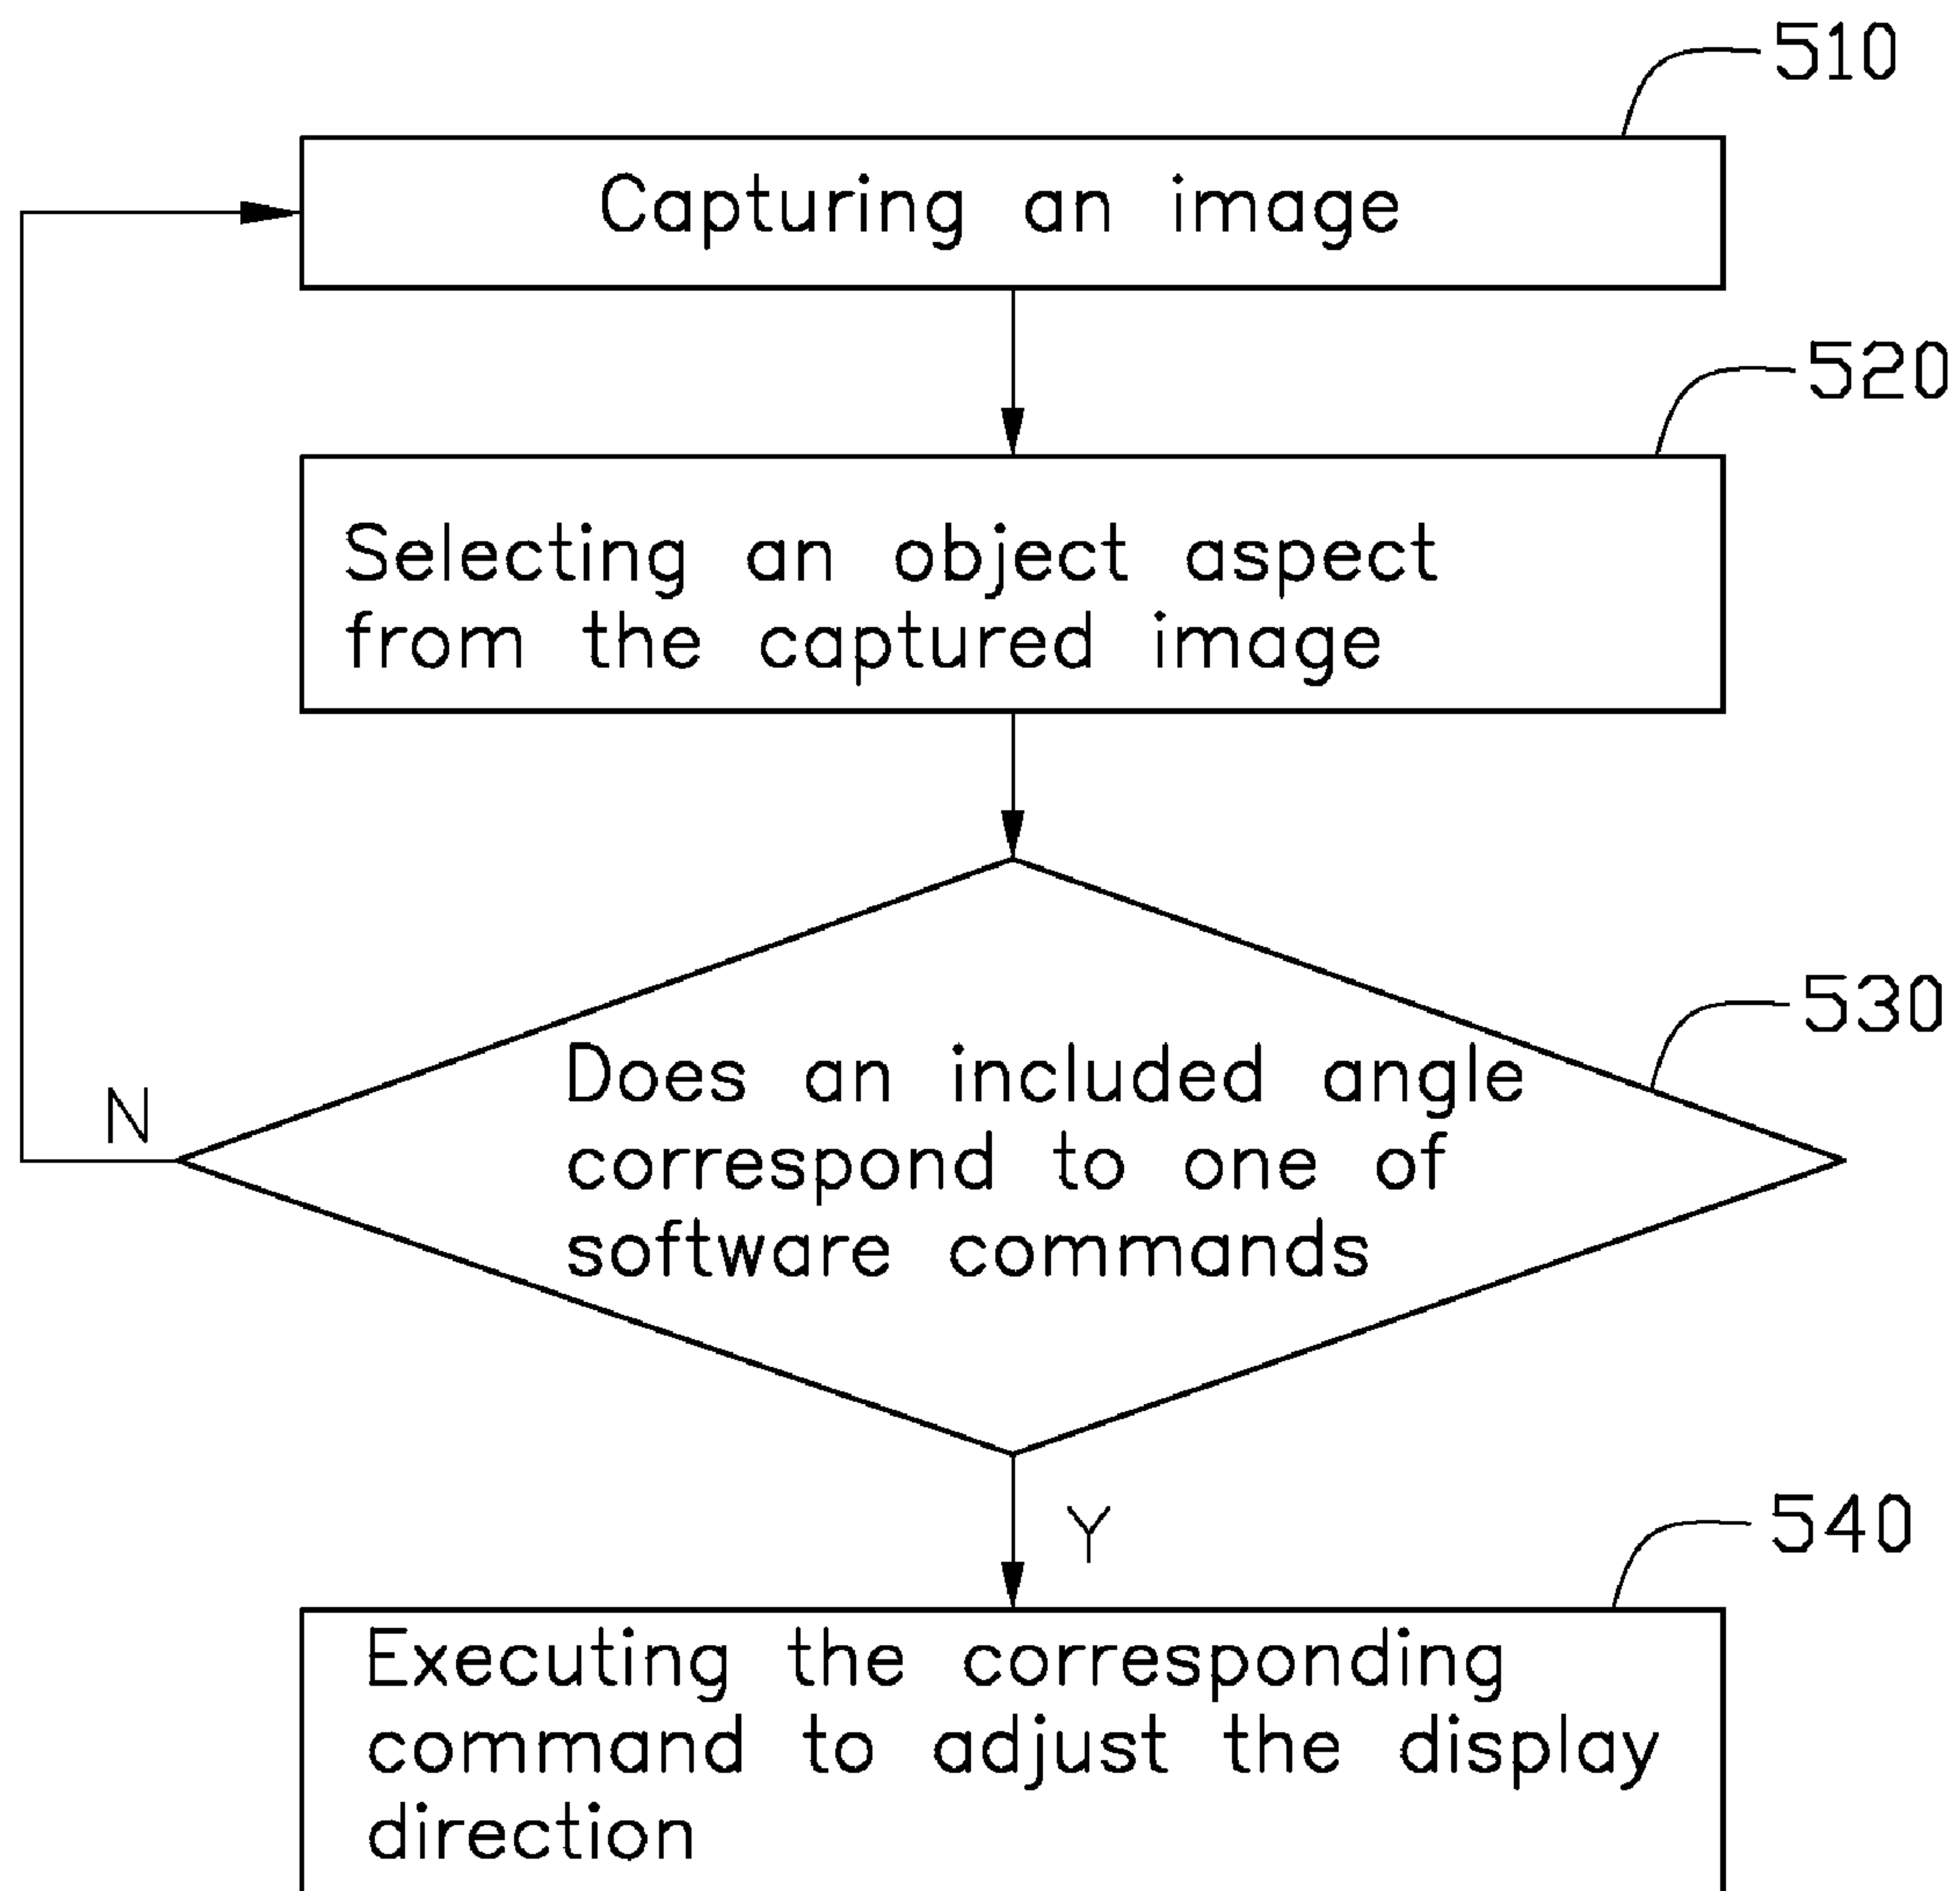 510
Capturing an image
520
Selecting an object aspect
from the captured image
530
Does an included angle
correspond to one of
software commands
N
Y
540
Executing the corresponding
command to adjust the display
direction